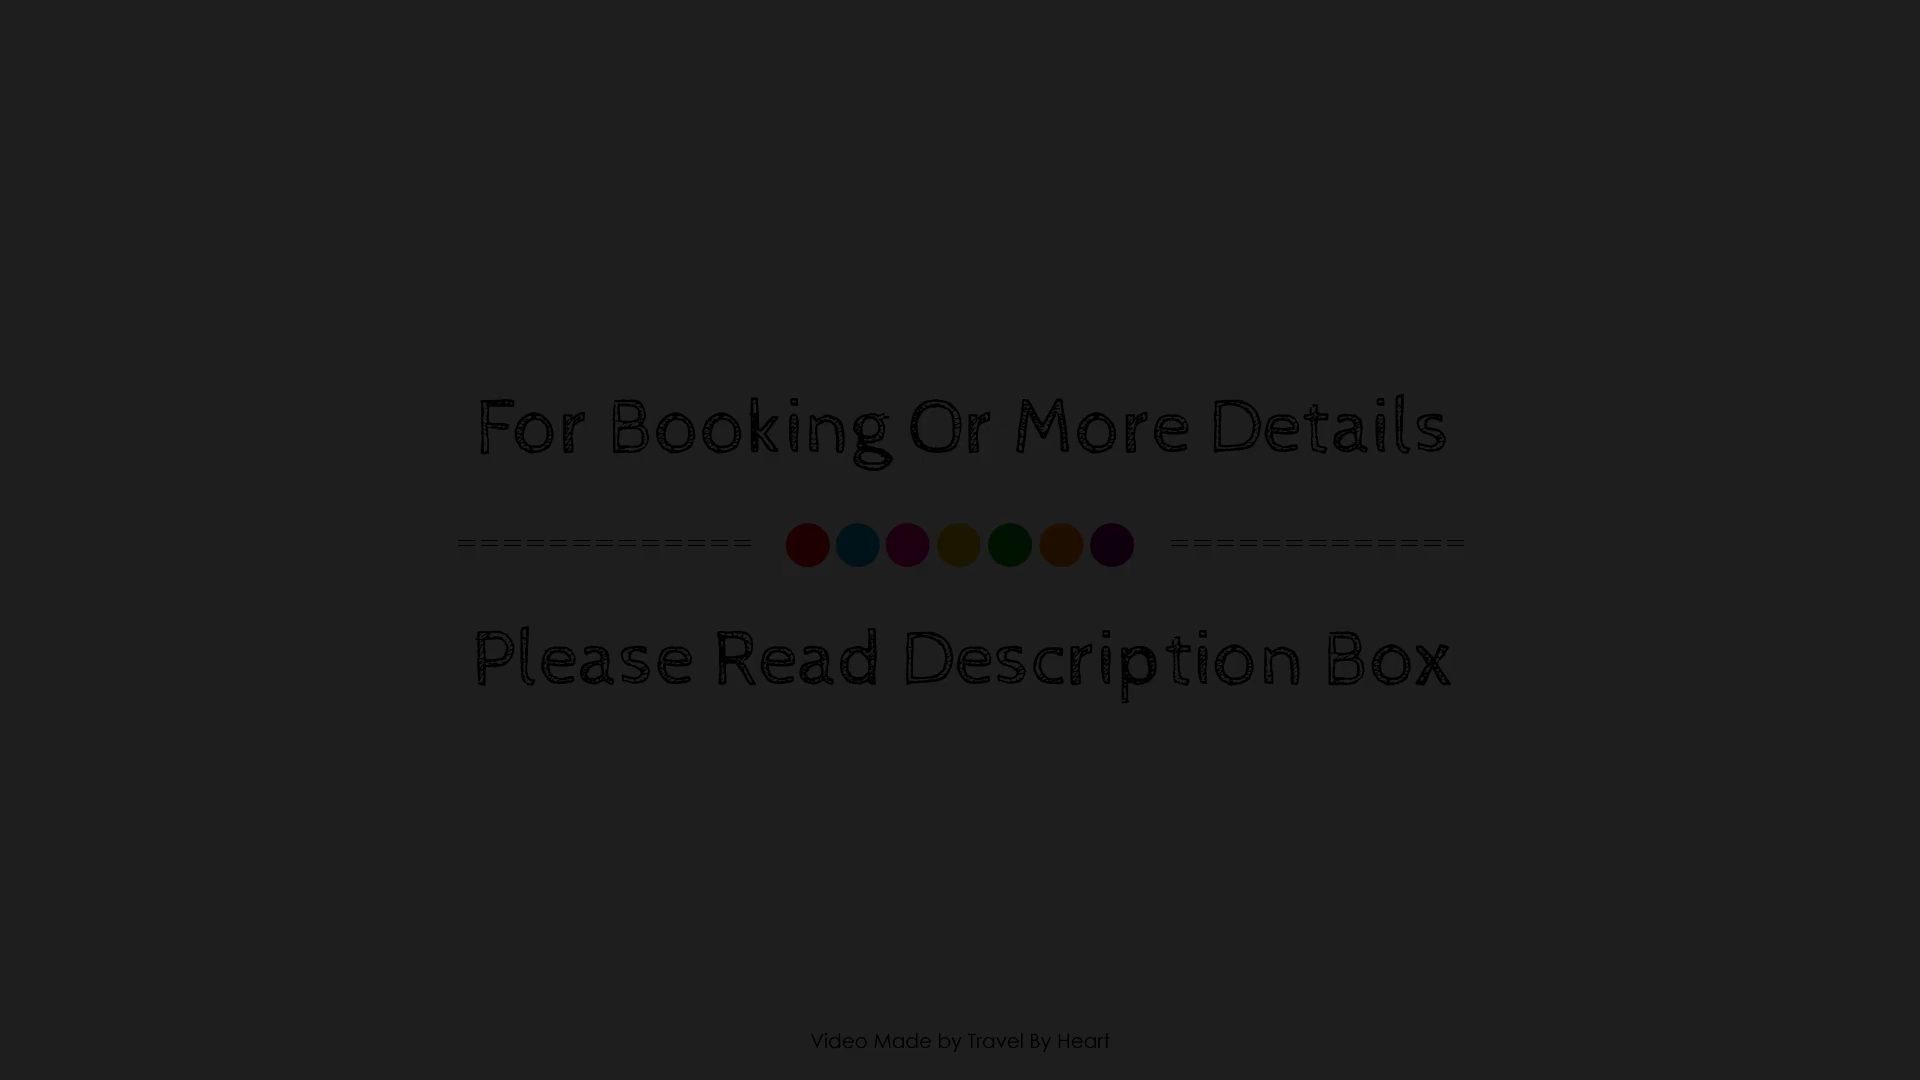 For Booking Or More Details
============= =============
Please Read Description Box
Video Made by Travel By Heart